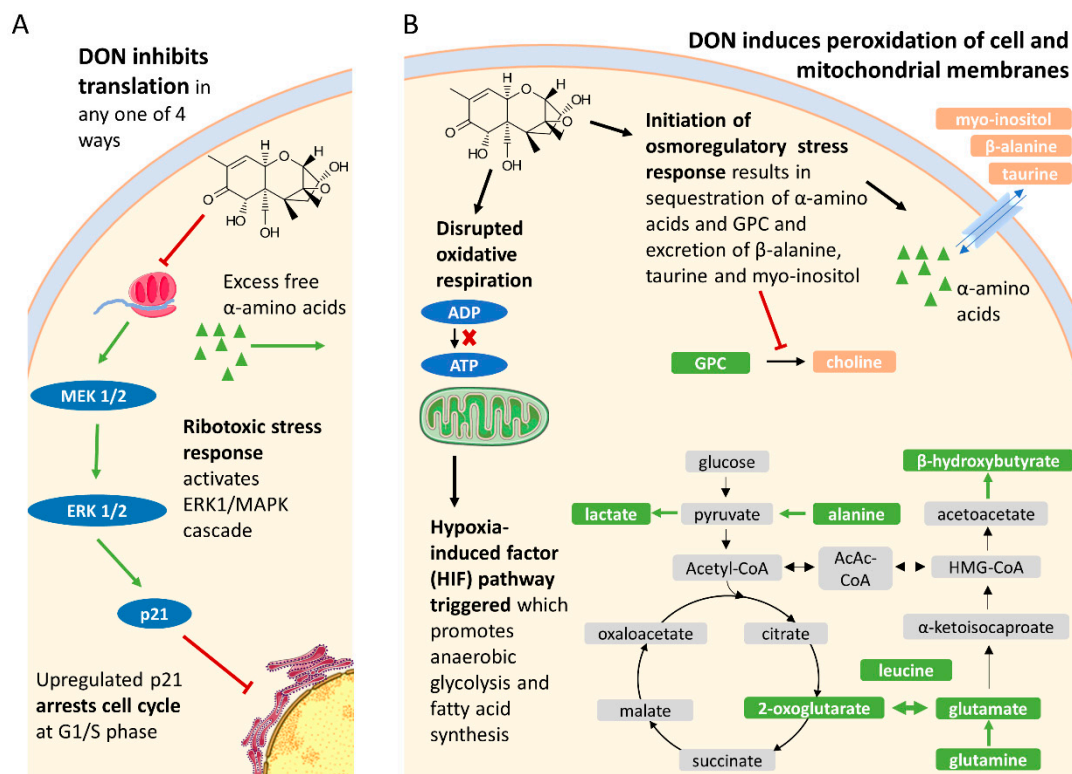 A
DON inhibits
translation in
any one of 4
ways
O
H
OH
O
O
HO
OH
Excess free
α-amino acids
MEK 1/2
Ribotoxic stress
response
activates
ERK1/MAPK
cascade
ERK 1/2
p21
Upregulated p21
arrests cell cycle
at G1/S phase
B
DON induces peroxidation of cell and
mitochondrial membranes
O
H
OH
O
O
HO
OH
Initiation of
osmoregulatory stress
response results in
sequestration of α-amino
acids and GPC and
excretion of β-alanine,
taurine and myo-inositol
myo-inositol
β-alanine
taurine
α-amino
acids
Disrupted
oxidative
respiration
ADP
ATP
GPC
choline
Hypoxia-
induced factor
(HIF) pathway
triggered which
promotes
anaerobic
glycolysis and
fatty acid
synthesis
glucose
β-hydroxybutyrate
lactate
pyruvate
alanine
acetoacetate
Acetyl-CoA
AcAc-
CoA
HMG-CoA
oxaloacetate
citrate
α-ketoisocaproate
leucine
malate
2-oxoglutarate
glutamate
succinate
glutamine